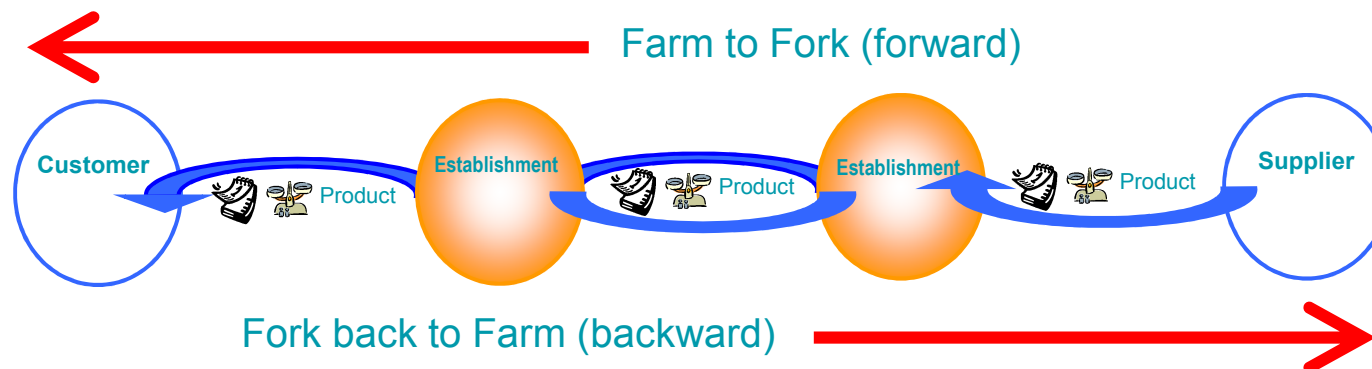 Farm to Fork (forward)
Customer
Establishment
Establishment
Supplier
Product
Product
Product
Fork back to Farm (backward)